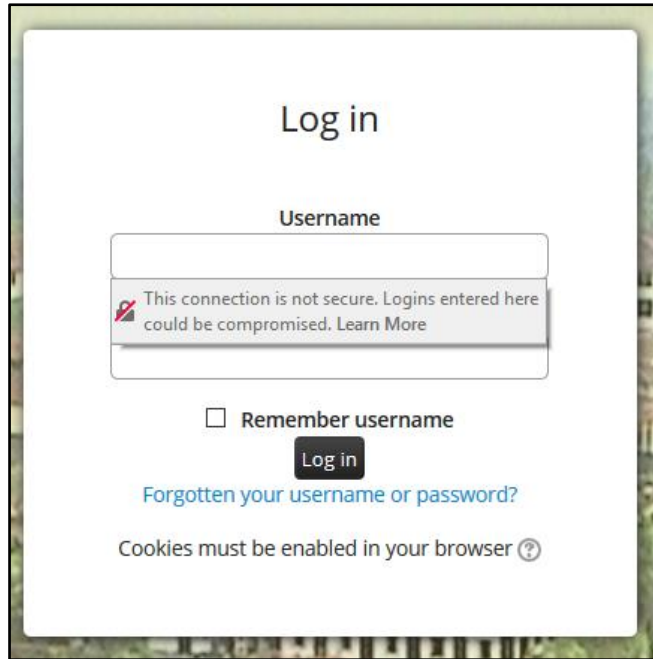 Log in
Username
This connection is not secure. Logins entered here
could be compromised. Learn More
Remember username
Log in
Forgotten your username or password?
Cookies must be enabled in your browser